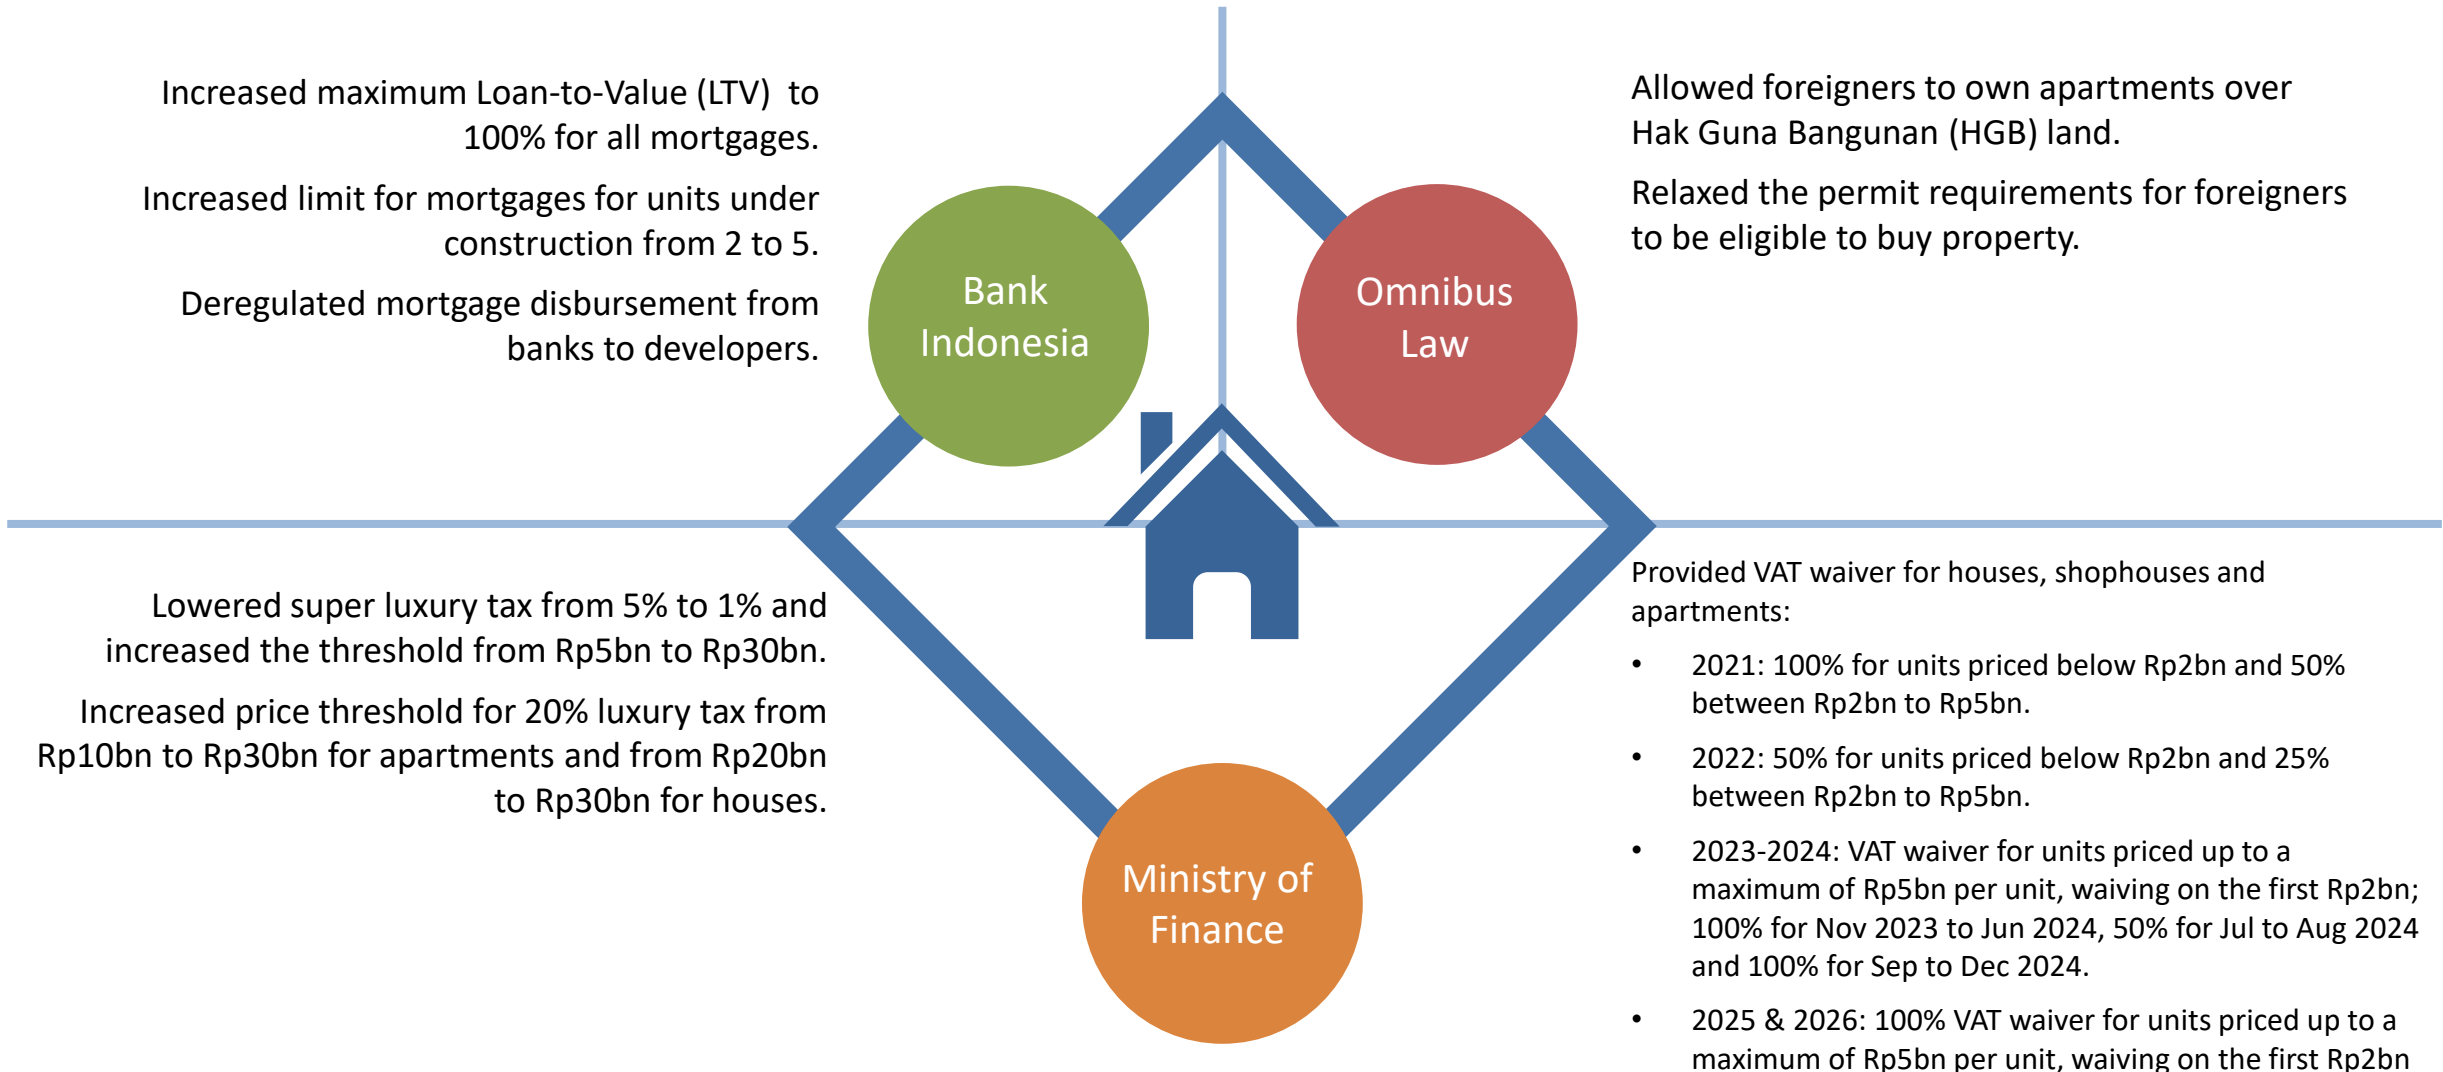 Increased maximum Loan-to-Value (LTV)  to
100% for all mortgages.
Increased limit for mortgages for units under
construction from 2 to 5.
Deregulated mortgage disbursement from
banks to developers.
Bank
Indonesia
Omnibus
Law
Allowed foreigners to own apartments over
Hak Guna Bangunan (HGB) land.
Relaxed the permit requirements for foreigners
to be eligible to buy property.
Lowered super luxury tax from 5% to 1% and
increased the threshold from Rp5bn to Rp30bn.
Increased price threshold for 20% luxury tax from
Rp10bn to Rp30bn for apartments and from Rp20bn
to Rp30bn for houses.
Ministry of
Finance
Provided VAT waiver for houses, shophouses and
apartments:
• 2021: 100% for units priced below Rp2bn and 50%
between Rp2bn to Rp5bn.
• 2022: 50% for units priced below Rp2bn and 25%
between Rp2bn to Rp5bn.
• 2023-2024: VAT waiver for units priced up to a
maximum of Rp5bn per unit, waiving on the first Rp2bn;
100% for Nov 2023 to Jun 2024, 50% for Jul to Aug 2024
and 100% for Sep to Dec 2024.
• 2025 & 2026: 100% VAT waiver for units priced up to a
maximum of Rp5bn per unit, waiving on the first Rp2bn